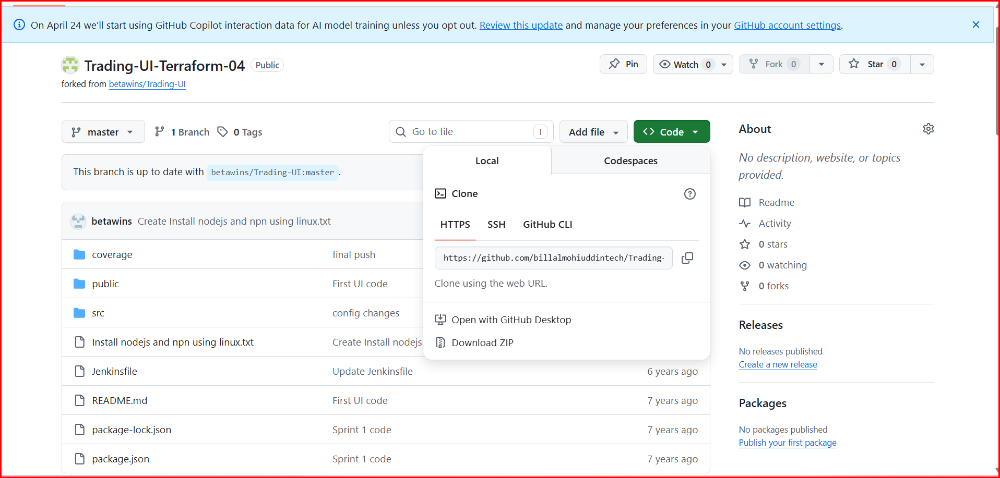 On April 24 we'll start using GitHub Copilot interaction data for AI model training unless you opt out. Review this update and manage your preferences in your GitHub account settings.
Trading-UI-Terraform-04 Public
Pin
Watch 0
Fork 0
Star 0
forked from betawins/Trading-UI
master
1 Branch
0 Tags
Go to file T
Add file
Code
About
No description, website, or topics
provided.
Readme
Activity
0 stars
0 watching
0 forks
Releases
No releases published
Create a new release
Packages
No packages published
Publish your first package
Local Codespaces
Clone
HTTPS SSH GitHub CLI
https://github.com/billalmohiuddintech/Trading-
Clone using the web URL.
Open with GitHub Desktop
Download ZIP
This branch is up to date with betawins/Trading-UI:master.
betawins Create Install nodejs and npn using linux.txt
coverage final push
public First UI code
src config changes
Install nodejs and npn using linux.txt Create Install nodejs
Jenkinsfile Update Jenkinsfile 6 years ago
README.md First UI code 7 years ago
package-lock.json Sprint 1 code 7 years ago
package.json Sprint 1 code 7 years ago